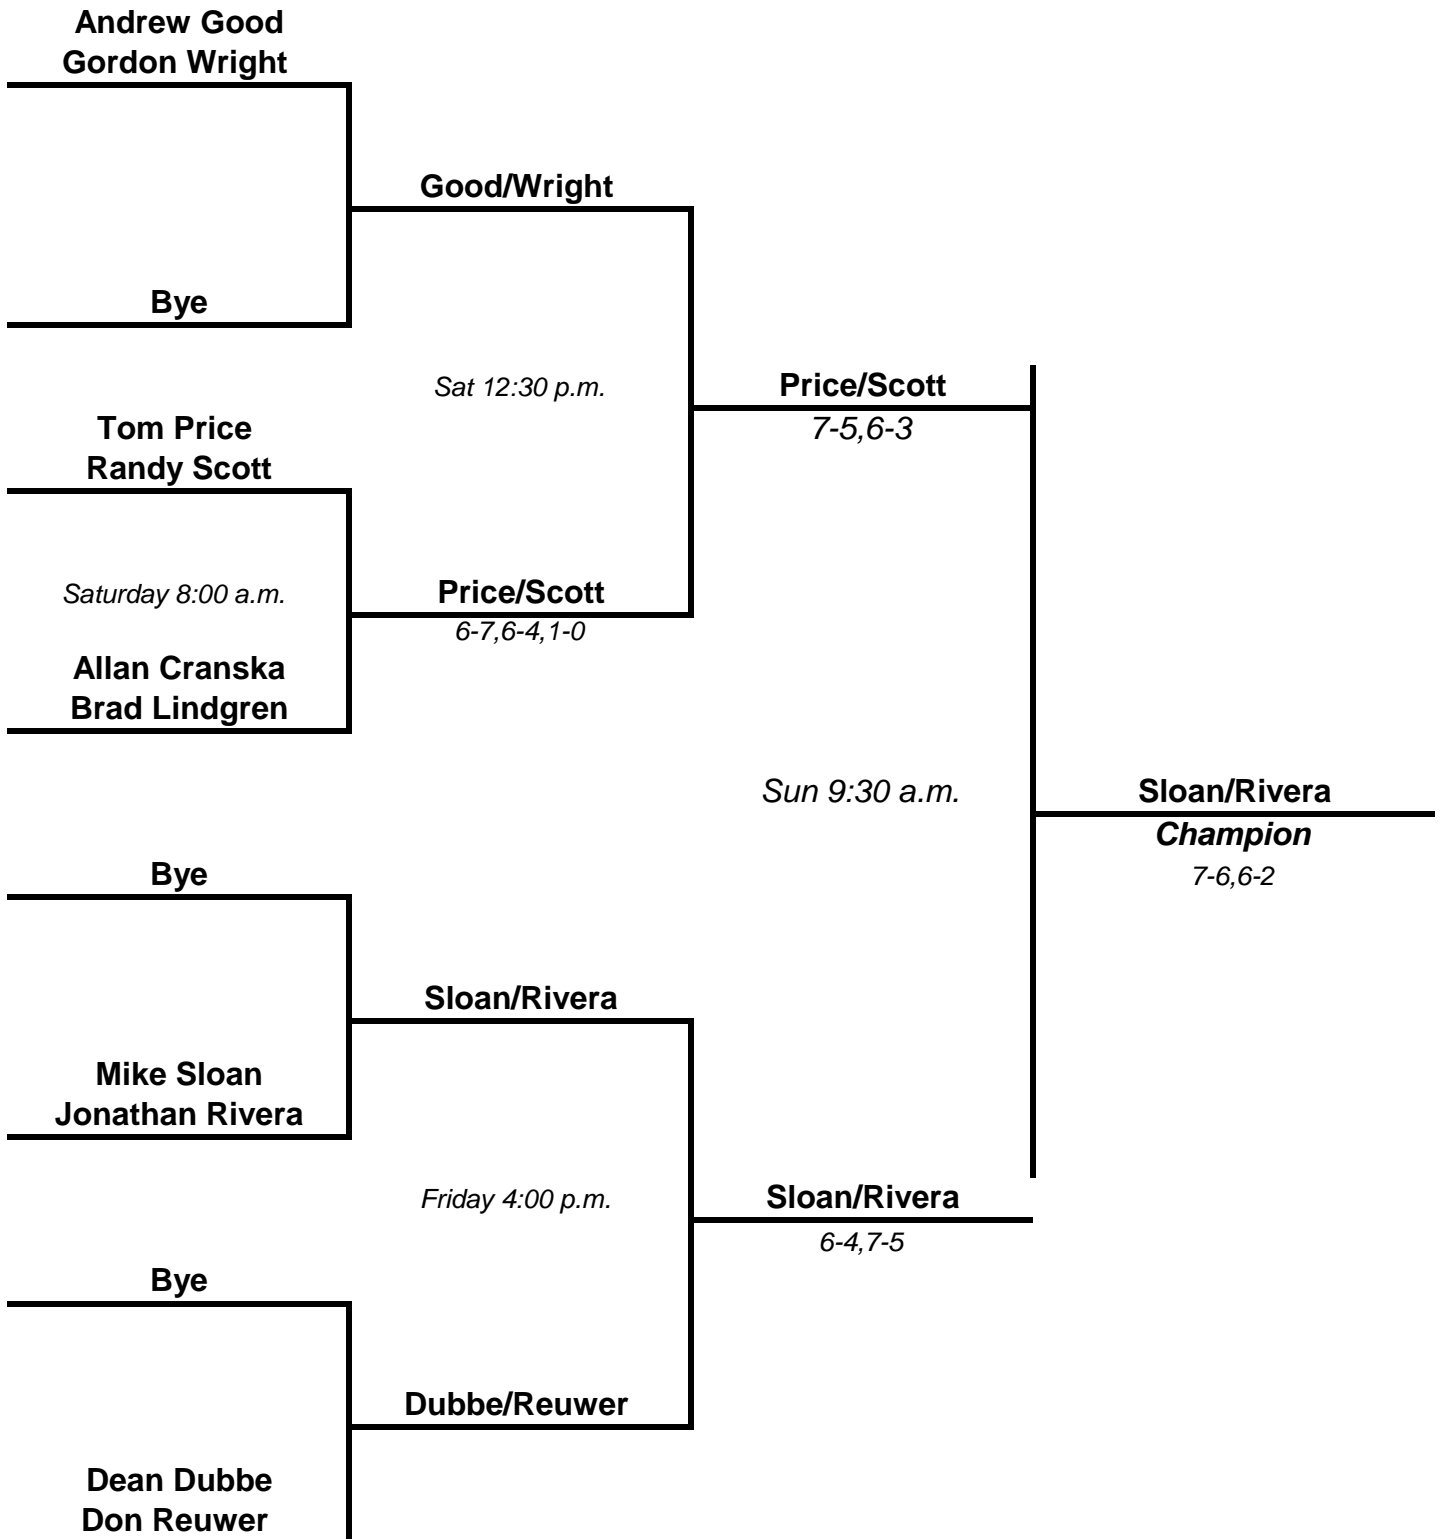 Andrew Good
Gordon Wright
Good/Wright
Bye
Sat 12:30 p.m.
Price/Scott
7-5,6-3
Tom Price
Randy Scott
Saturday 8:00 a.m.
Price/Scott
6-7,6-4,1-0
Allan Cranska
Brad Lindgren
Sun 9:30 a.m.
Sloan/Rivera
Champion
7-6,6-2
Bye
Sloan/Rivera
Mike Sloan
Jonathan Rivera
Friday 4:00 p.m.
Sloan/Rivera
6-4,7-5
Bye
Dubbe/Reuwer
Dean Dubbe
Don Reuwer